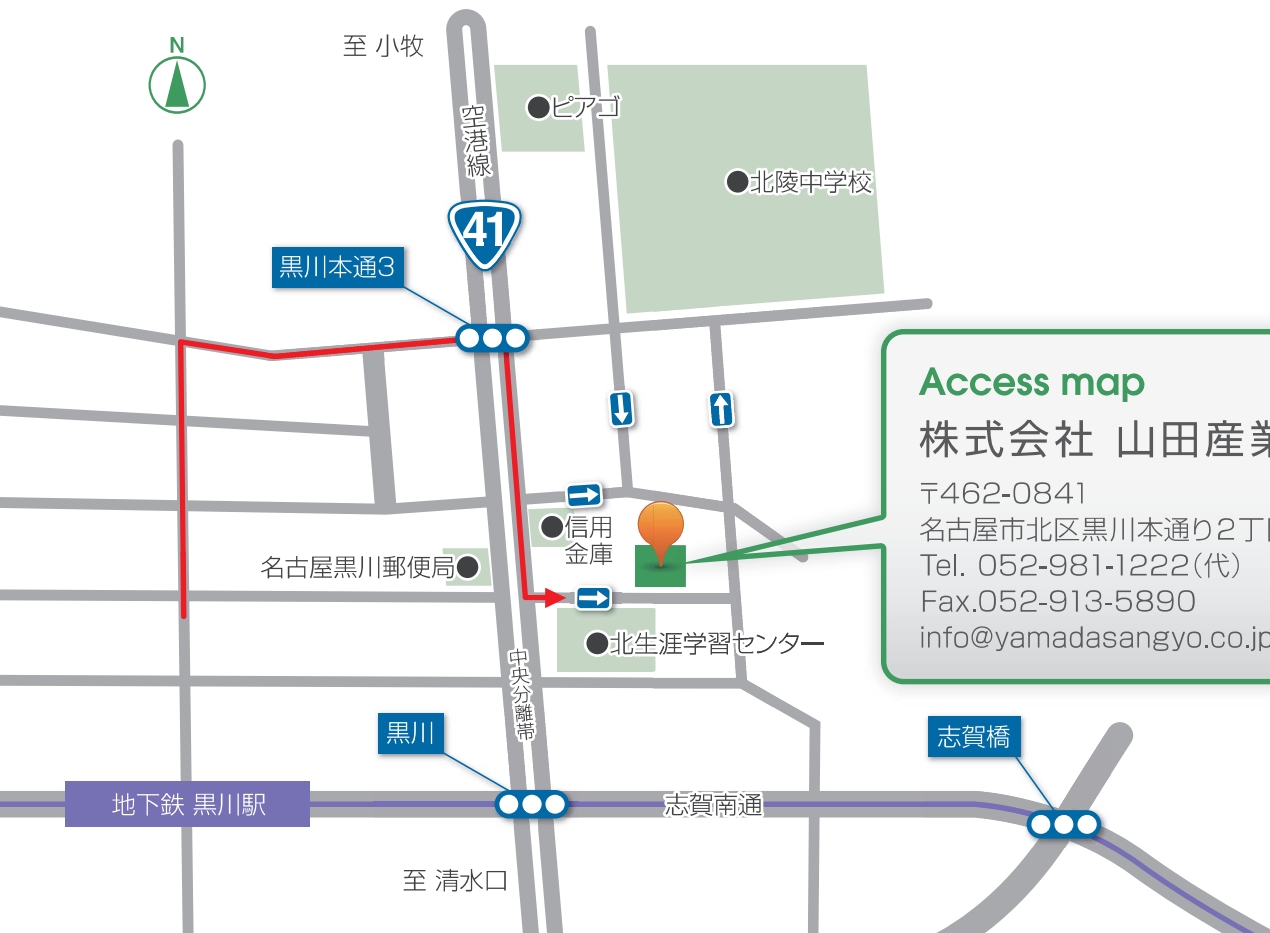 N
至 小牧
空港線
ピアゴ
北陵中学校
41
黒川本通3
Access map
株式会社 山田産業
〒462-0841
名古屋市北区黒川本通り2丁目
Tel. 052-981-1222(代)
Fax.052-913-5890
info@yamadasangyo.co.jp
信用
金庫
名古屋黒川郵便局
北生涯学習センター
中央分離帯
黒川
志賀橋
地下鉄 黒川駅
志賀南通
至 清水口